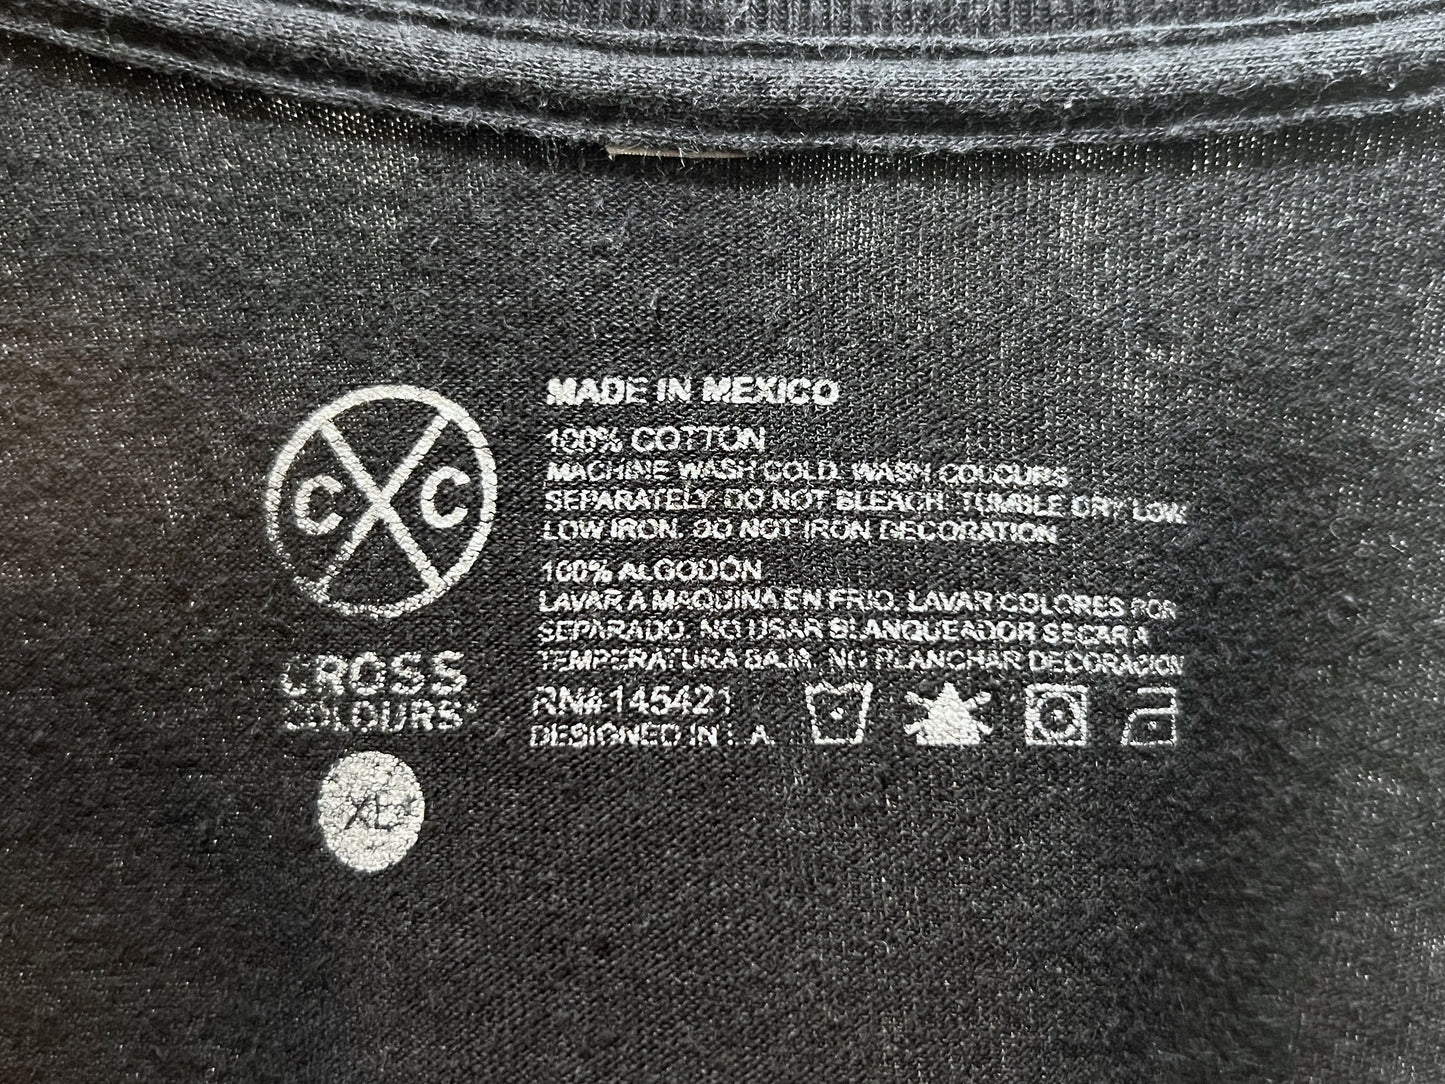 C C
CROSS
COLOURS
XL
MADE IN MEXICO
100% COTTON
MACHINE WASH COLD. WASH COLOURS
SEPARATELY. DO NOT BLEACH. TUMBLE DRY LOW.
LOW IRON. DO NOT IRON DECORATION
100% ALGODÓN
LAVAR A MAQUINA EN FRIO. LAVAR COLORES POR
SEPARADO. NO USAR BLANQUEADOR SECAR A
TEMPERATURA BAJA. NO PLANCHAR DECORACION
RN# 145421
DESIGNED IN L.A.